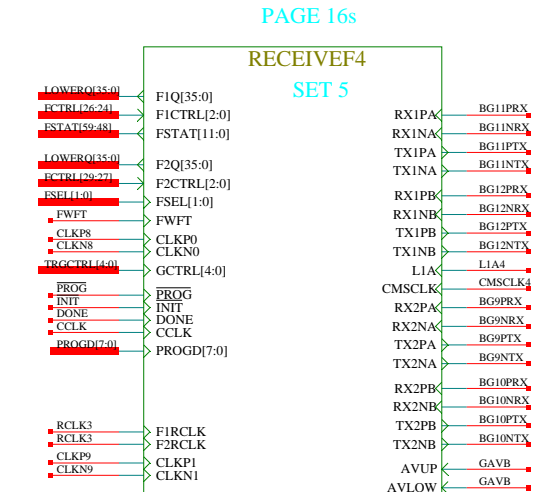 PAGE 16s
RECEIVEF4
SET 5
LOWERQ[35:0] F1Q[35:0]
FCTRL[26:24] F1CTRL[2:0]
FSTAT[59:48] FSTAT[11:0]
LOWERQ[35:0] F2Q[35:0]
FCTRL[29:27] F2CTRL[2:0]
FSEL[1:0] FSEL[1:0]
FWFT FWFT
CLKP8 CLKP0
CLKN8 CLKN0
TRGCTRL[4:0] GCTRL[4:0]
PROG PROG
INIT INIT
DONE DONE
CCLK CCLK
PROGD[7:0] PROGD[7:0]
RCLK3 F1RCLK
RCLK3 F2RCLK
CLKP9 CLKP1
CLKN9 CLKN1
RX1PA BG11PRX
RX1NA BG11NRX
TX1PA BG11PTX
TX1NA BG11NTX
RX1PB BG12PRX
RX1NB BG12NRX
TX1PB BG12PTX
TX1NB BG12NTX
L1A L1A4
CMSCLK CMSCLK4
RX2PA BG9PRX
RX2NA BG9NRX
TX2PA BG9PTX
TX2NA BG9NTX
RX2PB BG10PRX
RX2NB BG10NRX
TX2PB BG10PTX
TX2NB BG10NTX
AVUP GAVB
AVLOW GAVB